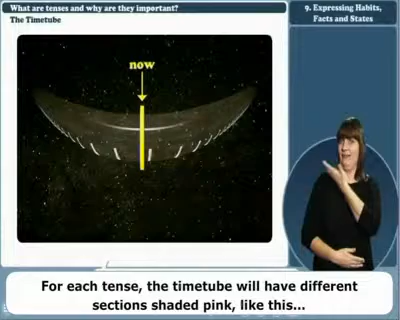 What are tenses and why are they important?
The Timetube
9. Expressing Habits,
Facts and States
now
For each tense, the timetube will have different
sections shaded pink, like this...